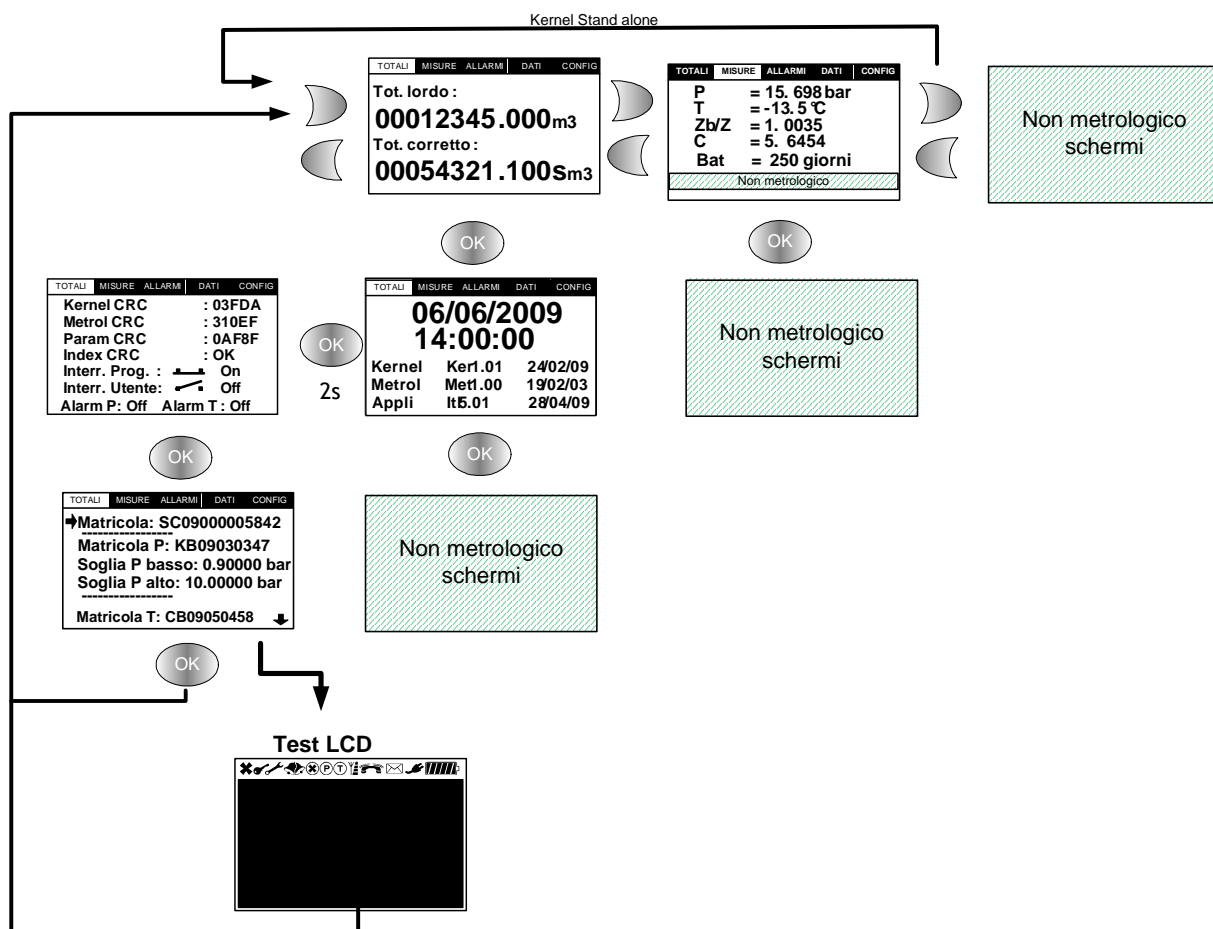 Kernel Stand alone
TOTALI MISURE ALLARMI DATI CONFIG
Tot. lordo :
00012345.000m3
Tot. corretto :
00054321.100Sm3
TOTALI MISURE ALLARMI DATI CONFIG
P = 15. 698 bar
T = -13. 5 °C
Zb/Z = 1. 0035
C = 5. 6454
Bat = 250 giorni
Non metrologico
Non metrologico
schermi
OK
OK
TOTALI MISURE ALLARMI DATI CONFIG
Kernel CRC : 03FDA
Metrol CRC : 310EF
Param CRC : 0AF8F
Index CRC : OK
Interr. Prog. : On
Interr. Utente: Off
Alarm P: Off Alarm T : Off
OK
2s
TOTALI MISURE ALLARMI DATI CONFIG
06/06/2009
14:00:00
Kernel Ker1.01 24/02/09
Metrol Met1.00 19/02/03
Appli ItI5.01 28/04/09
Non metrologico
schermi
OK
OK
TOTALI MISURE ALLARMI DATI CONFIG
Matricola: SC09000005842
-----------------
Matricola P: KB09030347
Soglia P basso: 0.90000 bar
Soglia P alto: 10.00000 bar
-----------------
Matricola T: CB09050458
Non metrologico
schermi
OK
Test LCD
P T